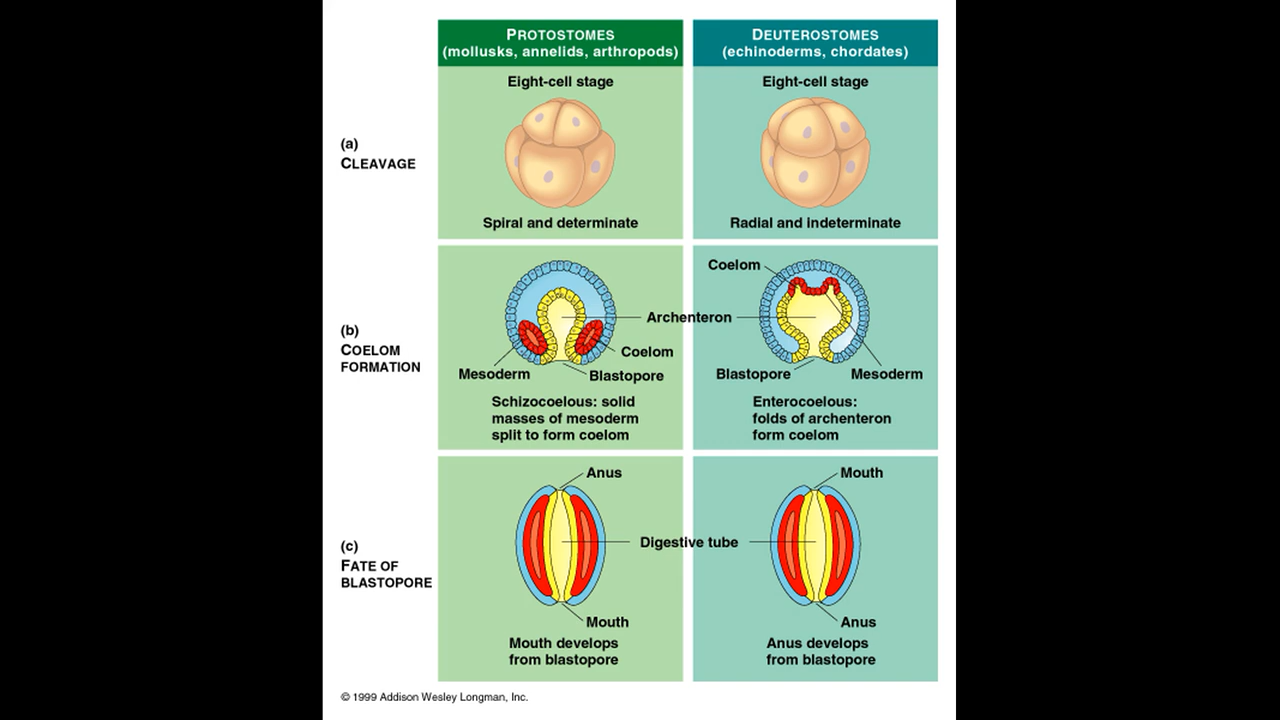 PROTOSTOMES
(mollusks, annelids, arthropods)
DEUTEROSTOMES
(echinoderms, chordates)
(a)
CLEAVAGE
Eight-cell stage
Spiral and determinate
Eight-cell stage
Radial and indeterminate
(b)
COELOM
FORMATION
Archenteron
Coelom
Mesoderm
Blastopore
Schizocoelous: solid
masses of mesoderm
split to form coelom
Coelom
Blastopore
Mesoderm
Enterocoelous:
folds of archenteron
form coelom
(c)
FATE OF
BLASTOPORE
Anus
Digestive tube
Mouth
Mouth develops
from blastopore
Mouth
Anus
Anus develops
from blastopore
© 1999 Addison Wesley Longman, Inc.